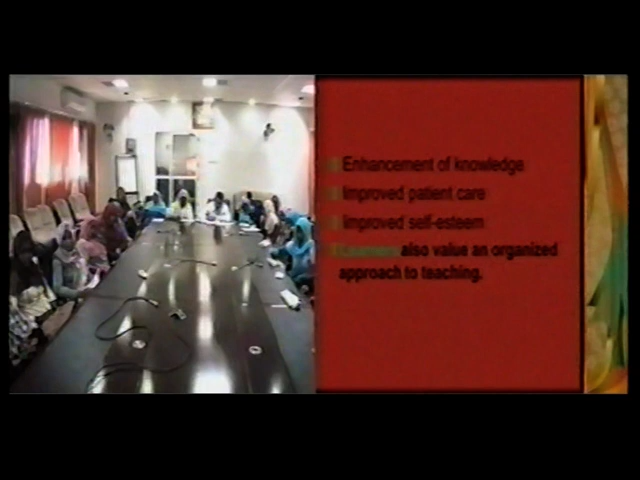 Enhancement of knowledge
Improved patient care
Improved self-esteem
Learners also value an organized
approach to teaching.